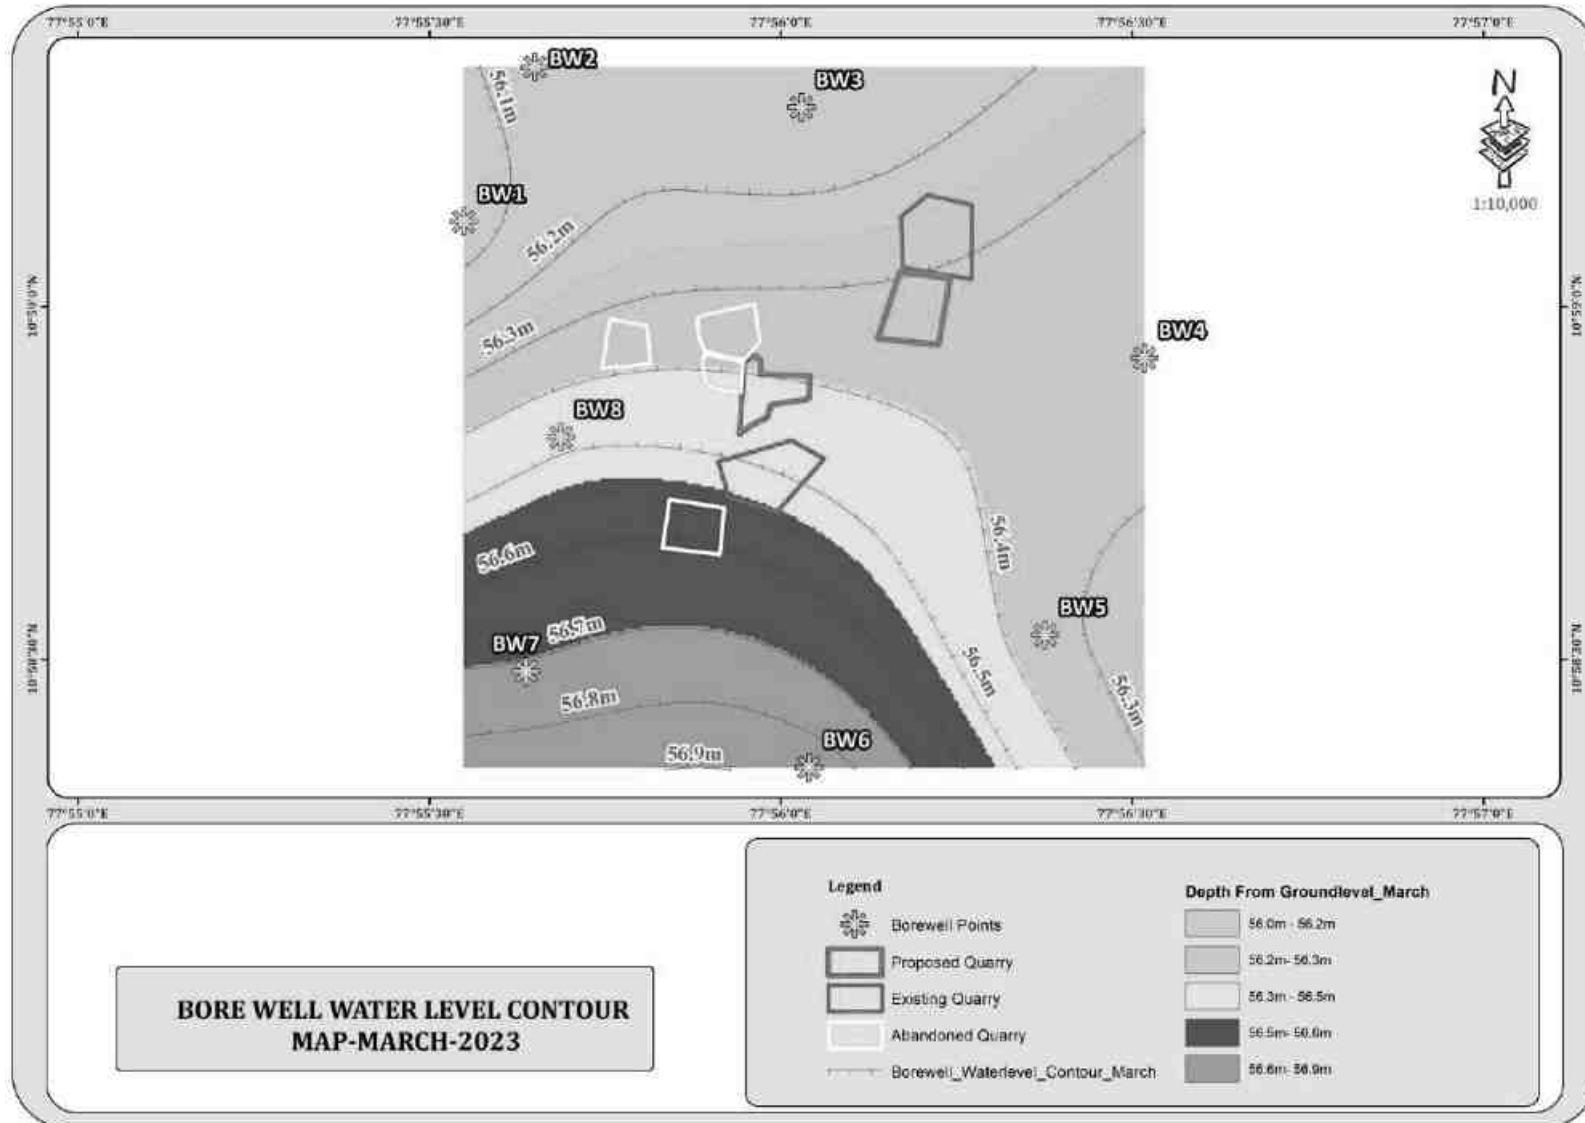 77°55'0"E 77°55'30"E 77°56'0"E 77°56'30"E 77°57'0"E
N
1:10,000
BW2
BW3
56.1m
BW1
56.2m
10°59'0"N
10°59'0"N
56.3m
BW4
BW8
56.4m
56.6m
BW5
56.7m
BW7
10°58'30"N
10°58'30"N
56.5m
56.8m
56.3m
BW6
56.9m
77°55'0"E 77°55'30"E 77°56'0"E 77°56'30"E 77°57'0"E
BORE WELL WATER LEVEL CONTOUR
MAP-MARCH-2023
Legend
Borewell Points
Proposed Quarry
Existing Quarry
Abandoned Quarry
Borewell_Waterlevel_Contour_March
Depth From Groundlevel_March
56.0m - 56.2m
56.2m- 56.3m
56.3m - 56.5m
56.5m- 56.6m
56.6m- 56.9m